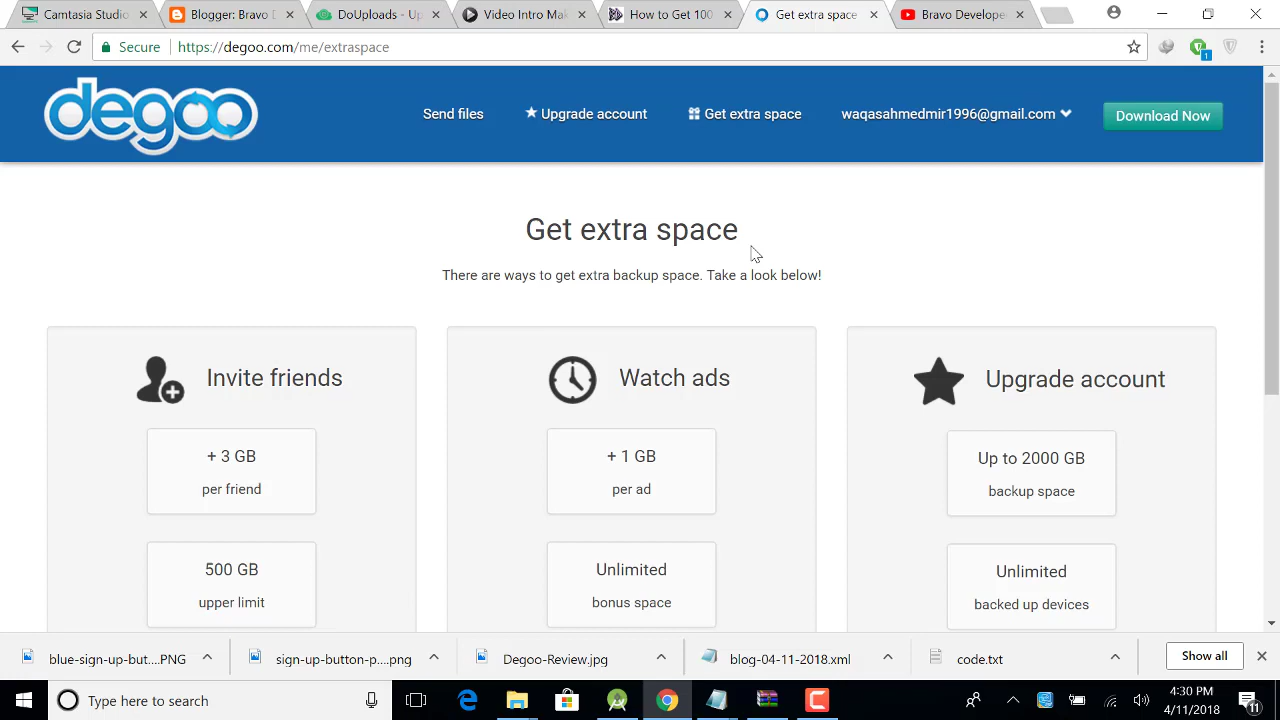 Camtasia Studio
Blogger: Bravo D
DoUploads - Up
Video Intro Mak
How to Get 100
Get extra space
Bravo Develope
Secure
https://degoo.com/me/extraspace
1
degoo
Send files
Upgrade account
Get extra space
waqasahmedmir1996@gmail.com
Download Now
Get extra space
There are ways to get extra backup space. Take a look below!
Invite friends
Watch ads
Upgrade account
+ 3 GB
per friend
+ 1 GB
per ad
Up to 2000 GB
backup space
500 GB
upper limit
Unlimited
bonus space
Unlimited
backed up devices
blue-sign-up-but....PNG
sign-up-button-p....png
Degoo-Review.jpg
blog-04-11-2018.xml
code.txt
Show all
Type here to search
4:30 PM
4/11/2018
11